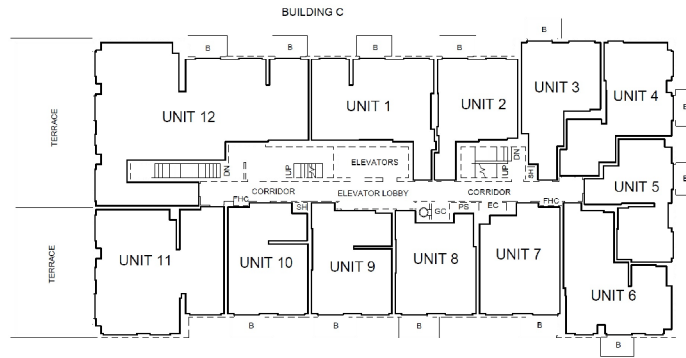 BUILDING C
B
B
B
B
B
TERRACE
UNIT 12
UNIT 1
UNIT 2
UNIT 3
UNIT 4
B
ELEVATORS
DN
UP
UP
DN
SH
B
UNIT 5
CORRIDOR
ELEVATOR LOBBY
CORRIDOR
FHC
SH
GC
PS
EC
FHC
TERRACE
UNIT 11
UNIT 10
UNIT 9
UNIT 8
UNIT 7
UNIT 6
B
B
B
B
B